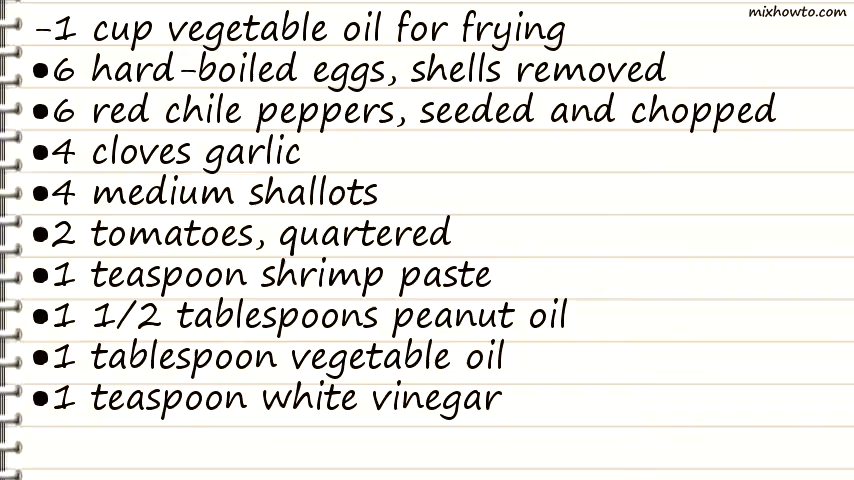 mixhowto.com
-1 cup vegetable oil for frying
●6 hard-boiled eggs, shells removed
●6 red chile peppers, seeded and chopped
●4 cloves garlic
●4 medium shallots
●2 tomatoes, quartered
●1 teaspoon shrimp paste
●1 1/2 tablespoons peanut oil
●1 tablespoon vegetable oil
●1 teaspoon white vinegar